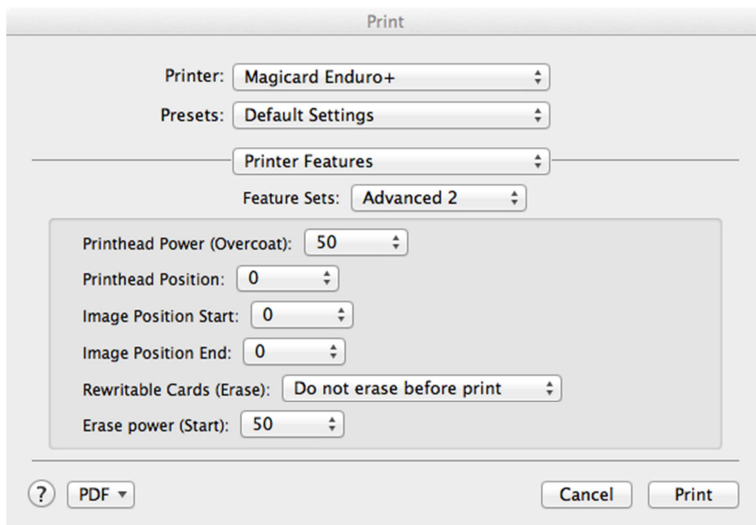 Print
Printer: Magicard Enduro+
Presets: Default Settings
Printer Features
Feature Sets: Advanced 2
Printhead Power (Overcoat): 50
Printhead Position: 0
Image Position Start: 0
Image Position End: 0
Rewritable Cards (Erase): Do not erase before print
Erase power (Start): 50
? PDF Cancel Print